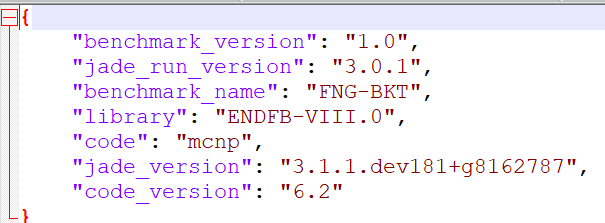 {
"benchmark_version": "1.0",
"jade_run_version": "3.0.1",
"benchmark_name": "FNG-BKT",
"library": "ENDFB-VIII.0",
"code": "mcnp",
"jade_version": "3.1.1.dev181+g8162787",
"code_version": "6.2"
}